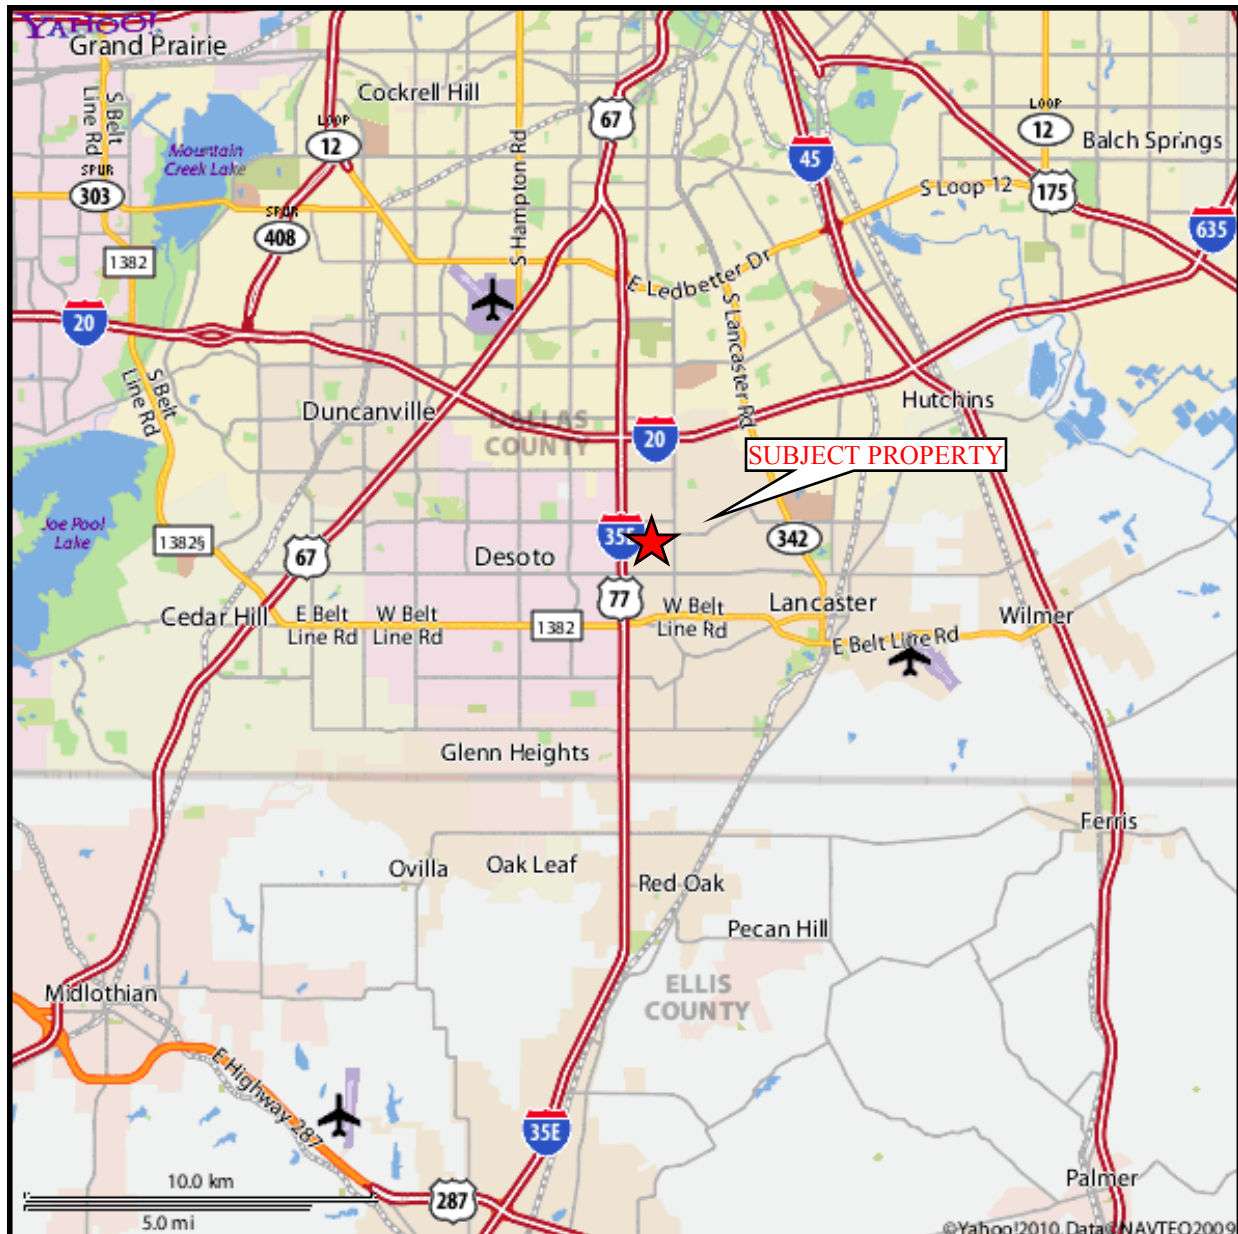 YAHOO!
Grand Prairie
Cockrell Hill
S Belt
Line Rd
Mountain
Creek Lake
LOOP
12
67
S Hampton Rd
45
LOOP
12
Balch Springs
SPUR
303
S Loop 12
175
SPUR
408
635
1382
E Ledbetter Dr
S Lancaster Rd
20
S Belt
Line Rd
Duncanville
DALLAS
COUNTY
20
Hutchins
SUBJECT PROPERTY
Joe Pool
Lake
1382§
67
Desoto
35E
342
77
Cedar Hill
E Belt
Line Rd
W Belt
Line Rd
1382
W Belt
Line Rd
Lancaster
E Belt Line Rd
Wilmer
Glenn Heights
Ferris
Ovilla
Oak Leaf
Red Oak
Pecan Hill
ELLIS
COUNTY
Midlothian
E Highway 287
35E
10.0 km
5.0 mi
287
Palmer
©Yahoo!2010, Data©NAVTEQ2009